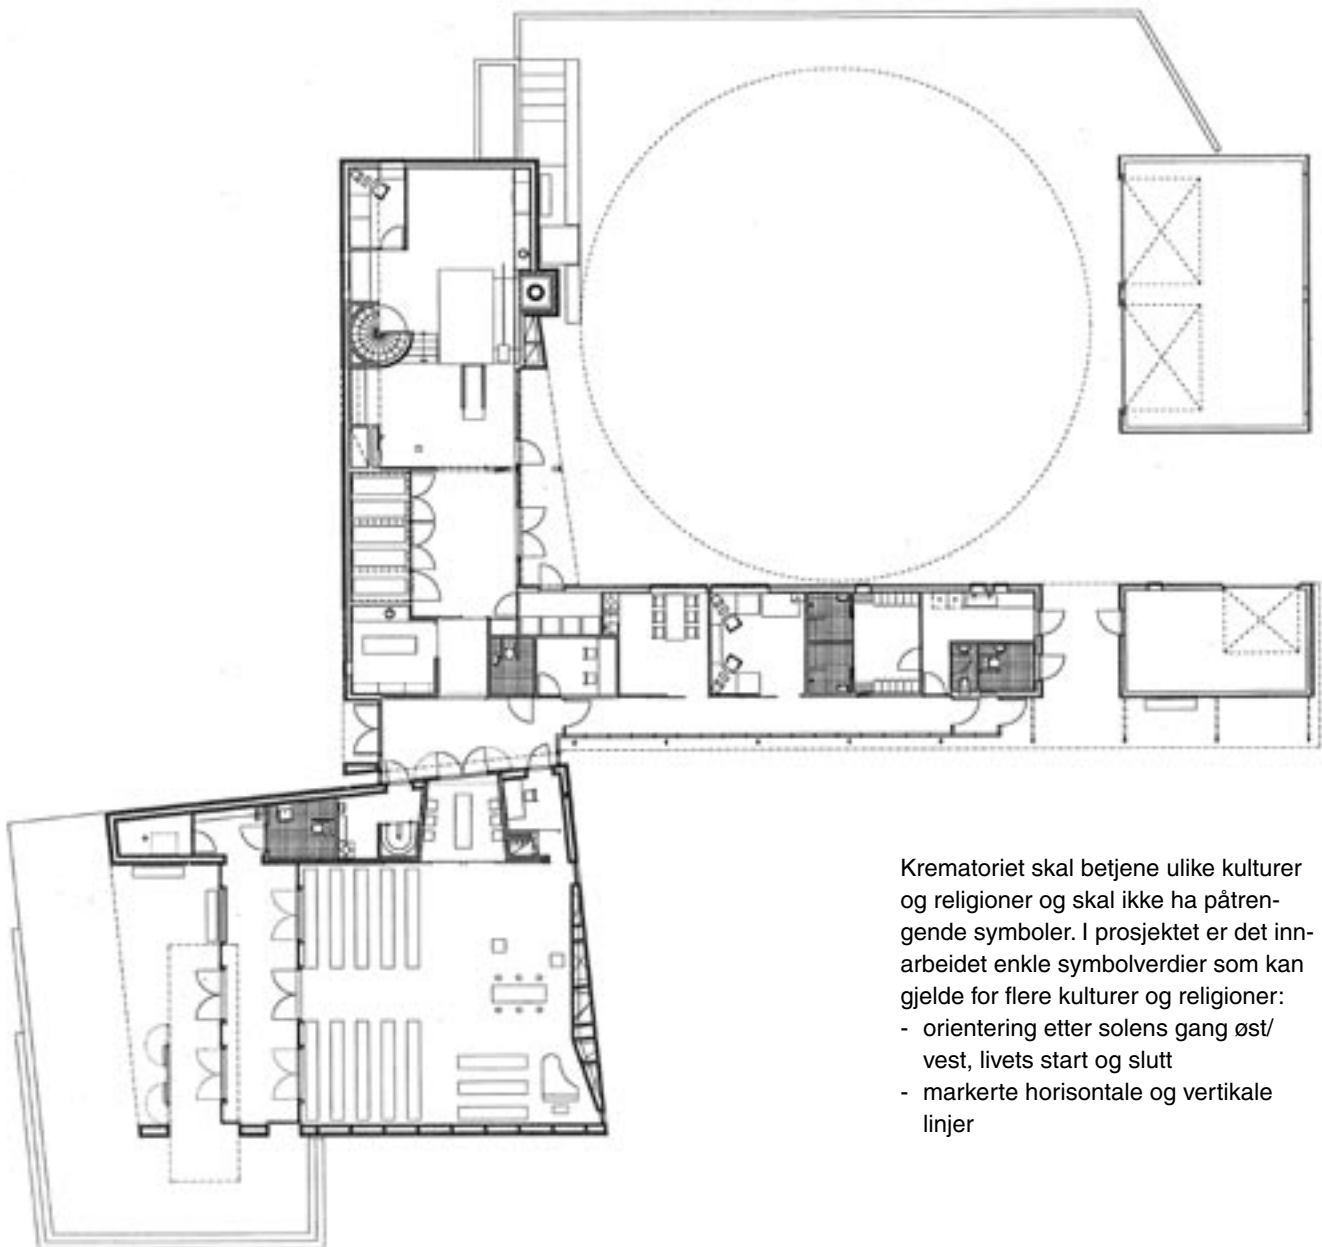 Krematoriet skal betjene ulike kulturer
og religioner og skal ikke ha påtren-
gende symboler. I prosjektet er det inn-
arbeidet enkle symbolverdier som kan
gjelde for flere kulturer og religioner:
- orientering etter solens gang øst/
vest, livets start og slutt
- markerte horisontale og vertikale
linjer